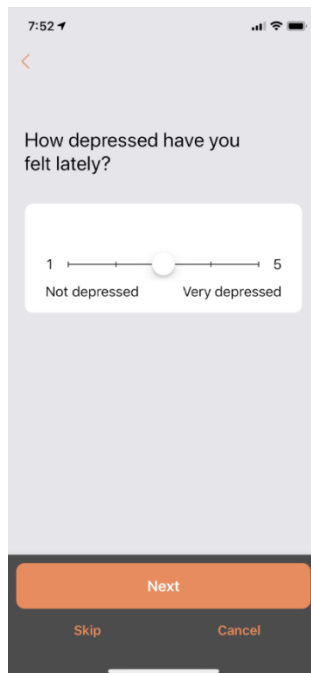 7:52
How depressed have you
felt lately?
1 5
Not depressed Very depressed
Next
Skip Cancel